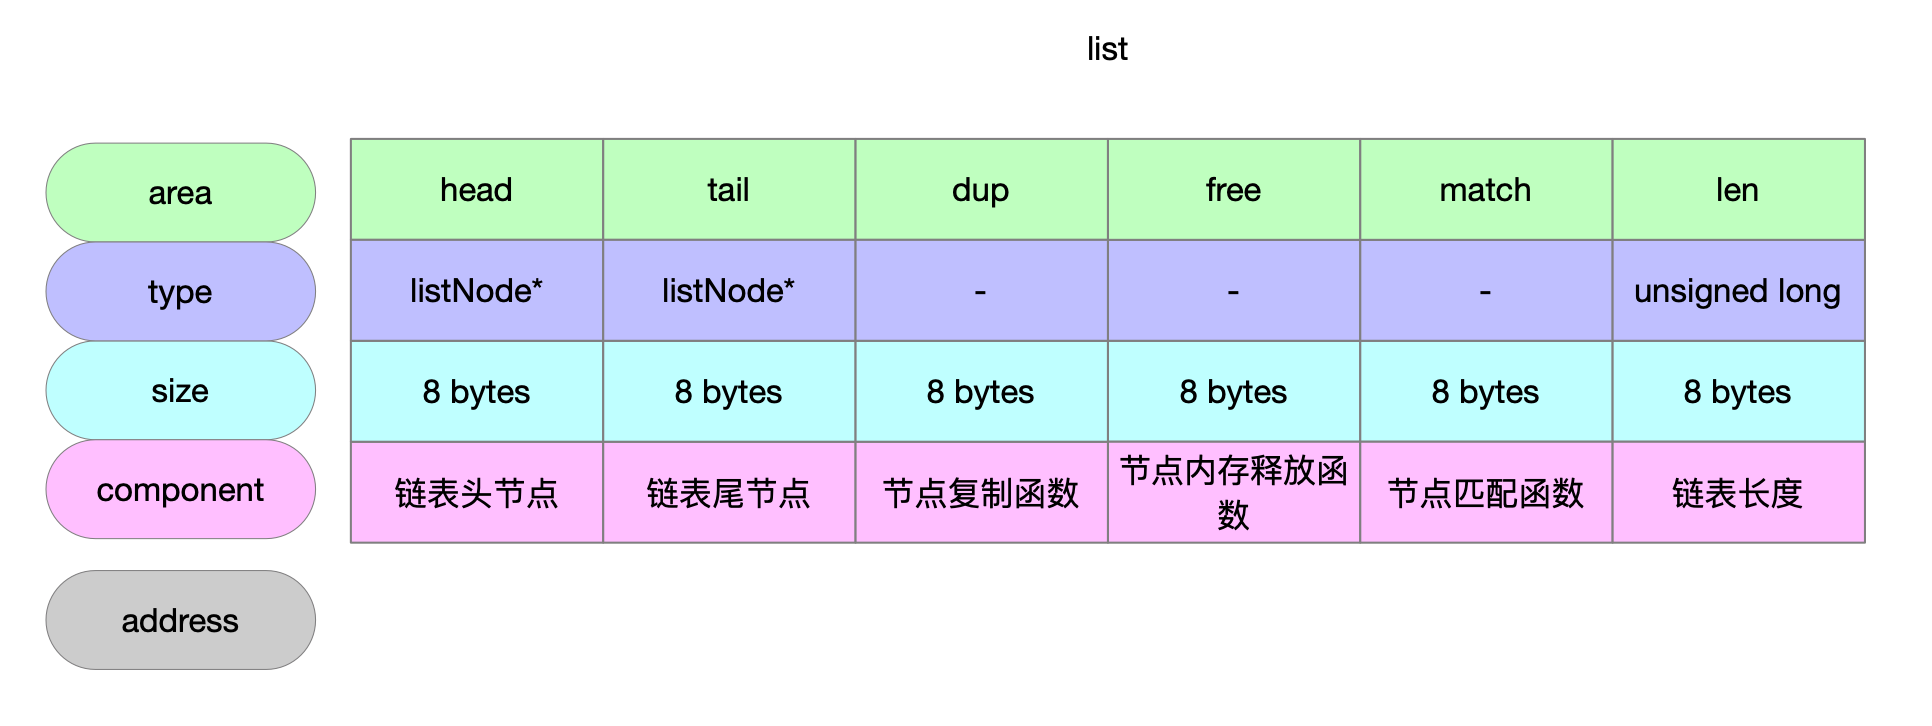 list
area
head
tail
dup
free
match
len
type
listNode*
listNode*
-
-
-
unsigned long
size
8 bytes
8 bytes
8 bytes
8 bytes
8 bytes
8 bytes
component
链表头节点
链表尾节点
节点复制函数
节点内存释放函
数
节点匹配函数
链表长度
address